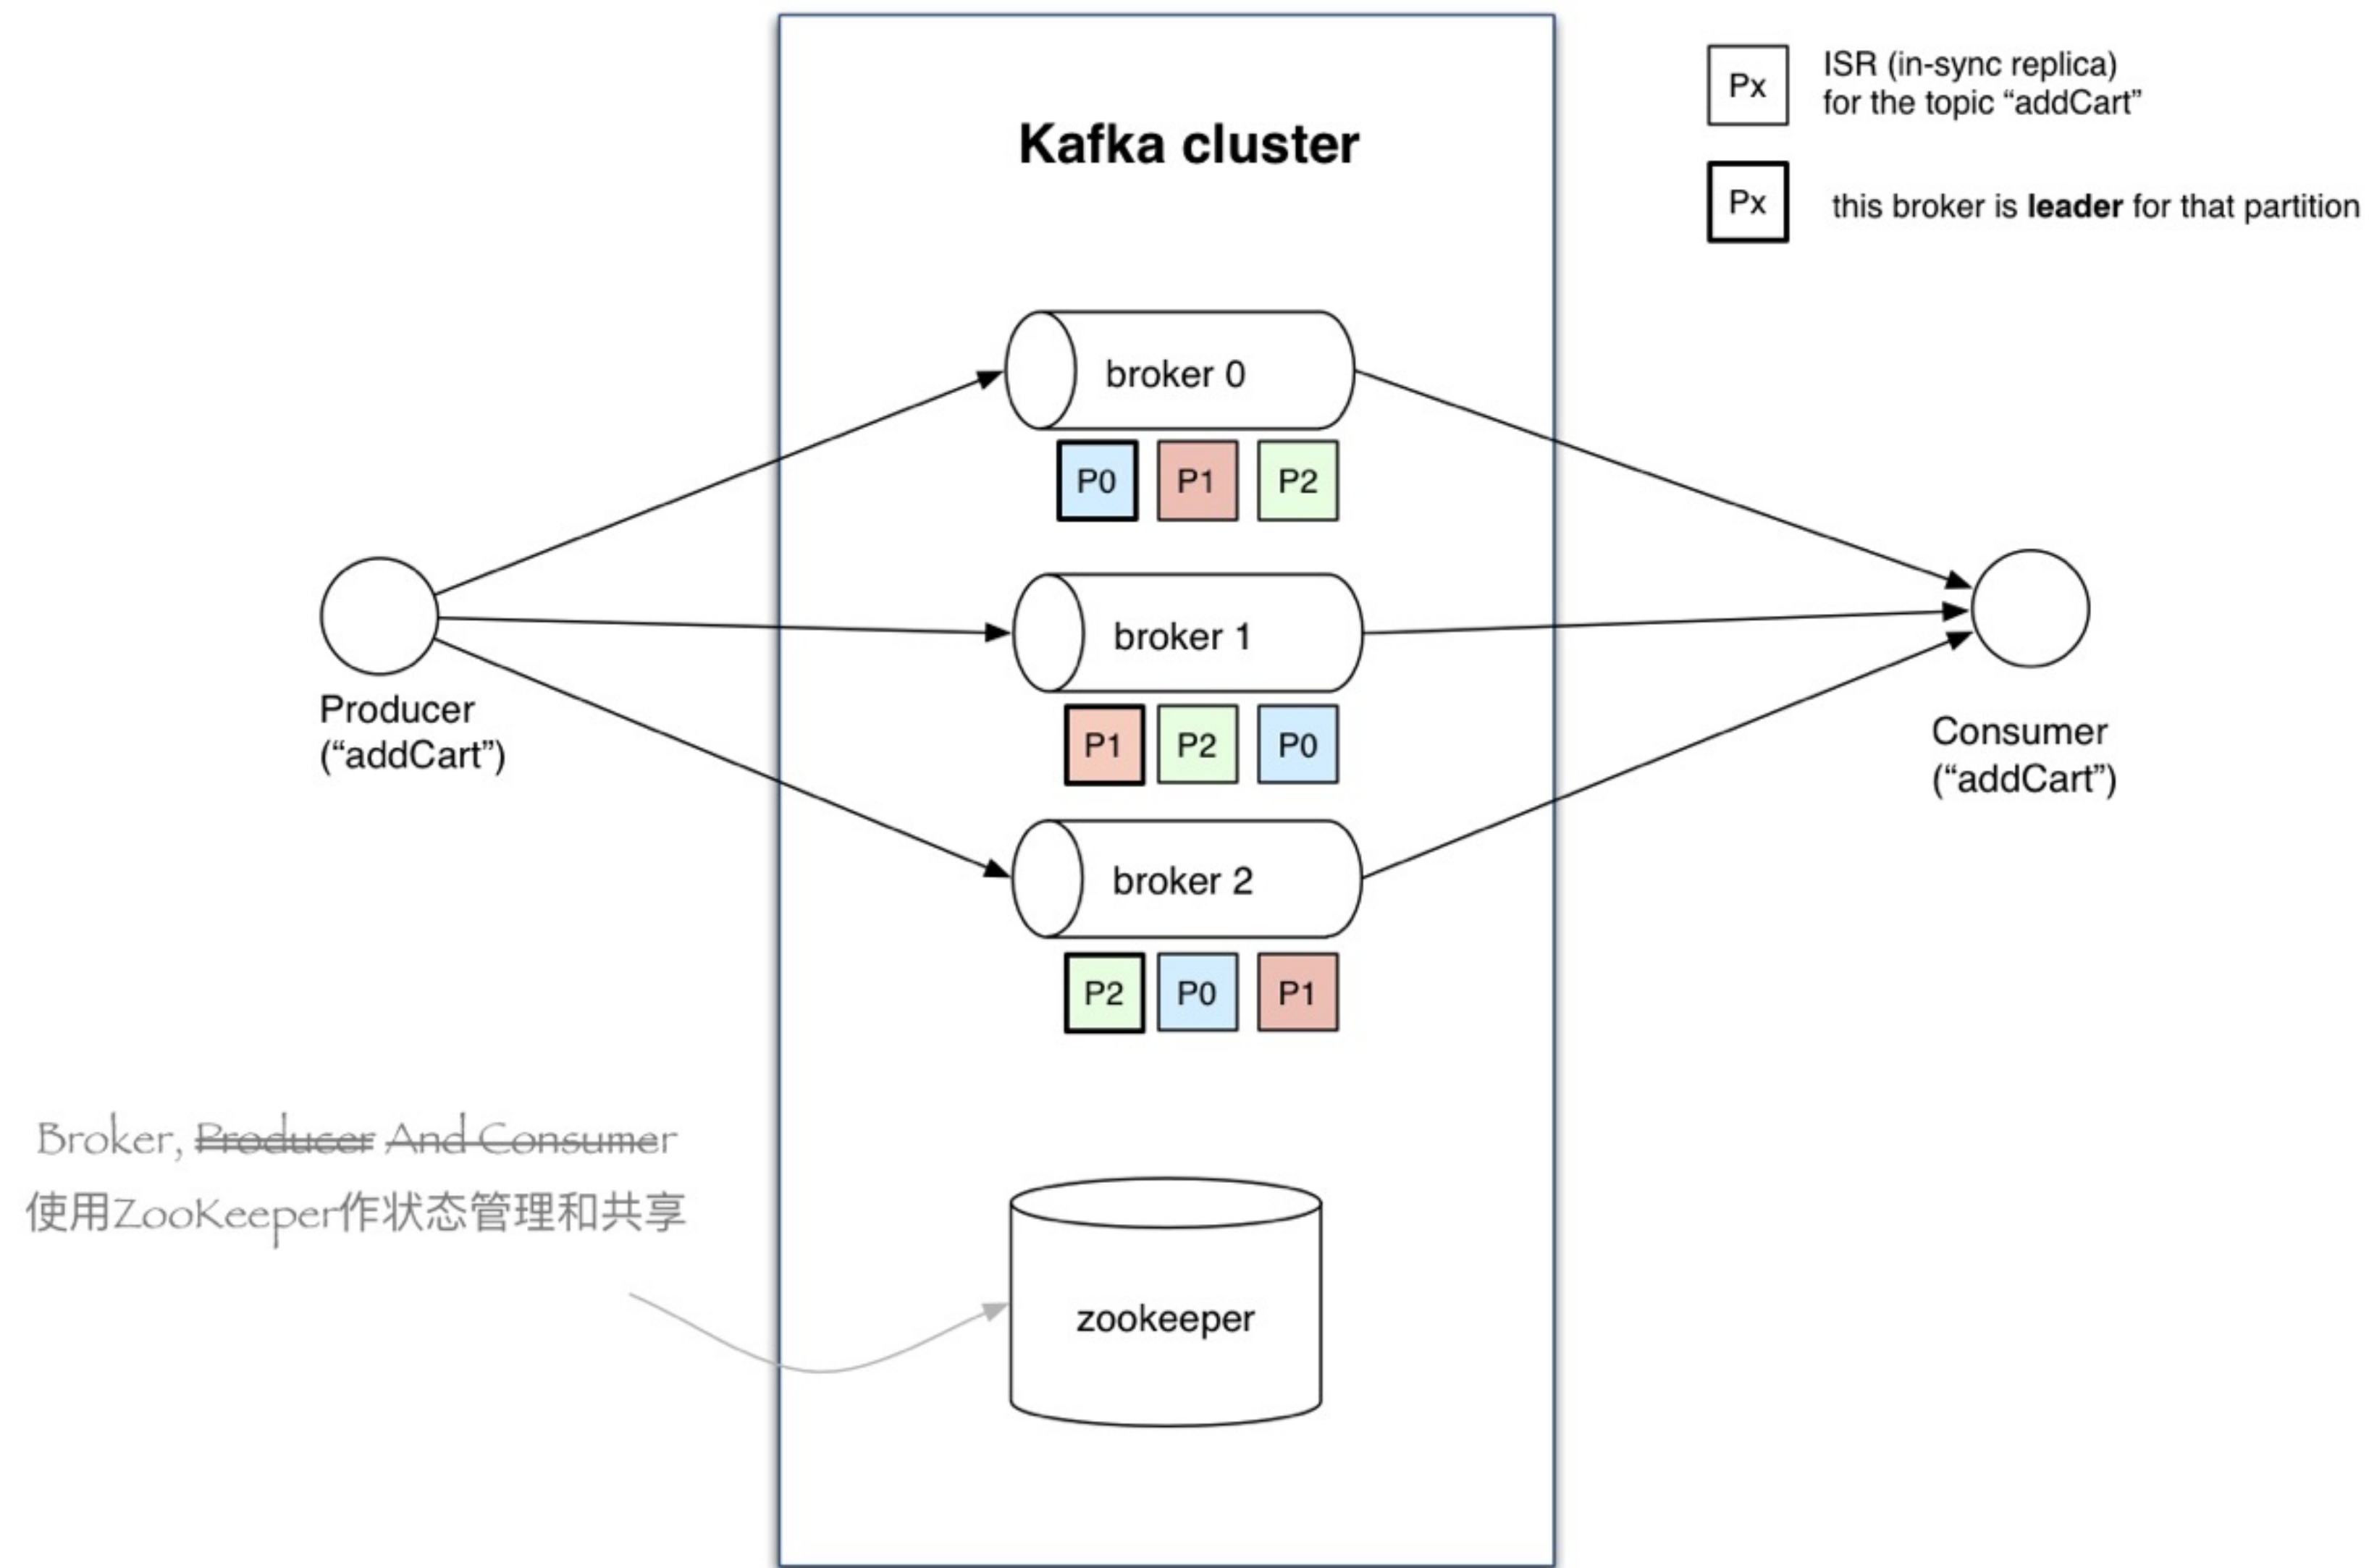 Kafka cluster
Px
ISR (in-sync replica)
for the topic “addCart”
Px
this broker is leader for that partition
broker 0
P0 P1 P2
broker 1
P1 P2 P0
broker 2
P2 P0 P1
Producer
(“addCart”)
Consumer
(“addCart”)
Broker, Producer And Consumer
使用ZooKeeper作状态管理和共享
zookeeper